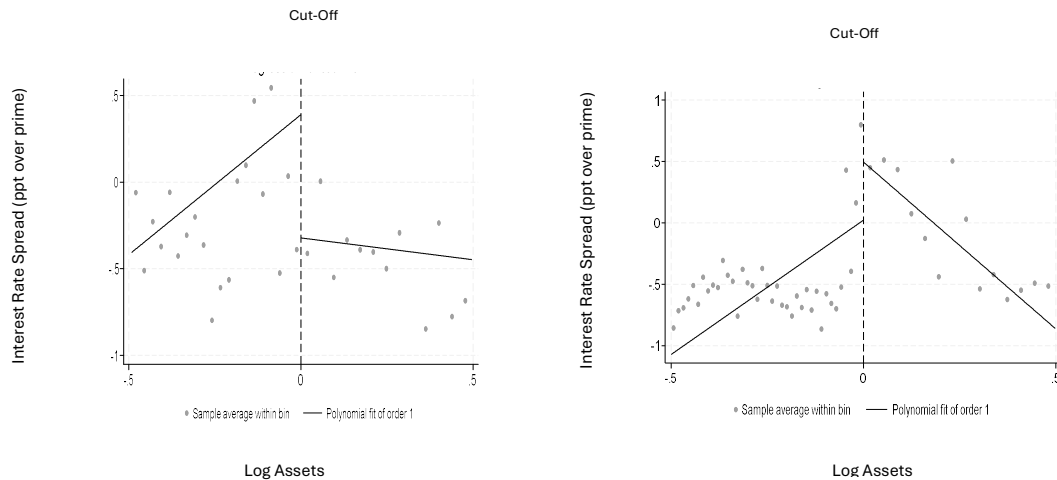 Cut-Off
Interest Rate Spread (ppt over prime)
.5
0
-.5
-1
-.5
0
.5
Sample average within bin
Polynomial fit of order 1
Log Assets
Cut-Off
Interest Rate Spread (ppt over prime)
1
.5
0
-.5
-1
-.5
0
.5
Sample average within bin
Polynomial fit of order 1
Log Assets